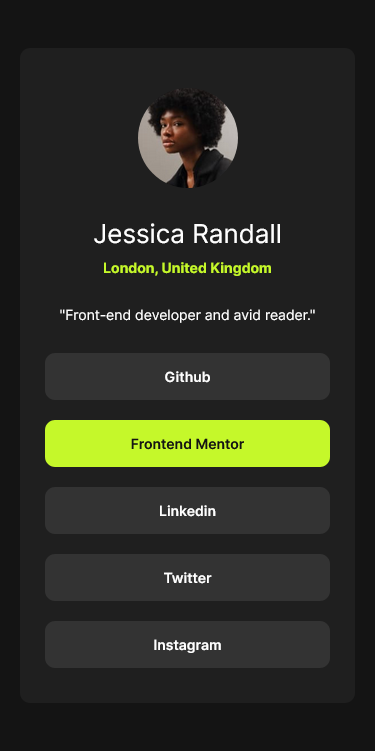 Jessica Randall
London, United Kingdom
"Front-end developer and avid reader."
Github
Frontend Mentor
Linkedin
Twitter
Instagram